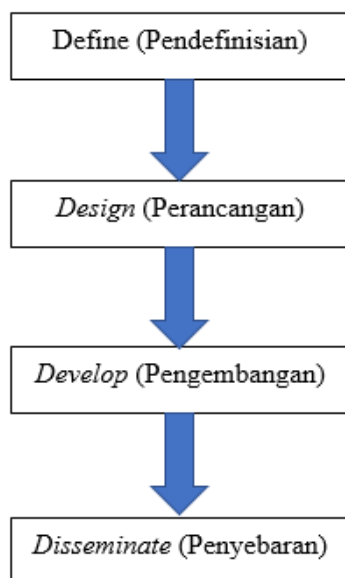 Define (Pendefinisian)
Design (Perancangan)
Develop (Pengembangan)
Disseminate (Penyebaran)